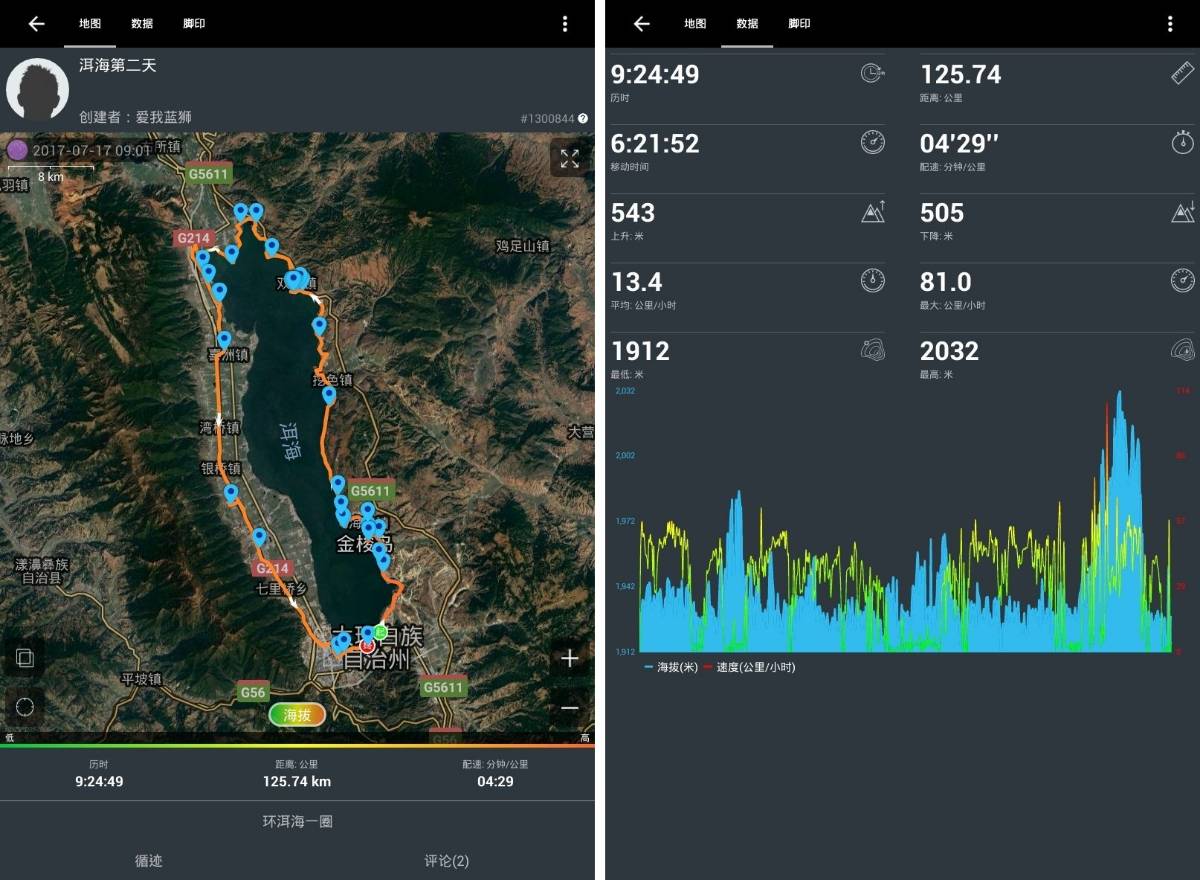 地图 数据 脚印
洱海第二天
创建者：爱我蓝狮
#1300844
2017-07-17 09:01
所镇
8 km
G5611
G214
鸡足山镇
喜洲镇
挖色镇
湾桥镇
大营
脉地乡
洱海
银桥镇
G5611
金梭岛
漾濞彝族
自治县
G214
七里桥乡
自治州
平坡镇
G56
G5611
海拔
G56
低
高
历时 距离: 公里 配速: 分钟/公里
9:24:49 125.74 km 04:29
环洱海一圈
循迹 评论(2)
地图 数据 脚印
9:24:49 125.74
历时 距离: 公里
6:21:52 04'29''
移动时间 配速: 分钟/公里
543 505
上升: 米 下降: 米
13.4 81.0
平均: 公里/小时 最大: 公里/小时
1912 2032
最低: 米 最高: 米
2,032 114
2,002 86
1,972 57
1,942 29
1,912 0
海拔(米) 速度(公里/小时)